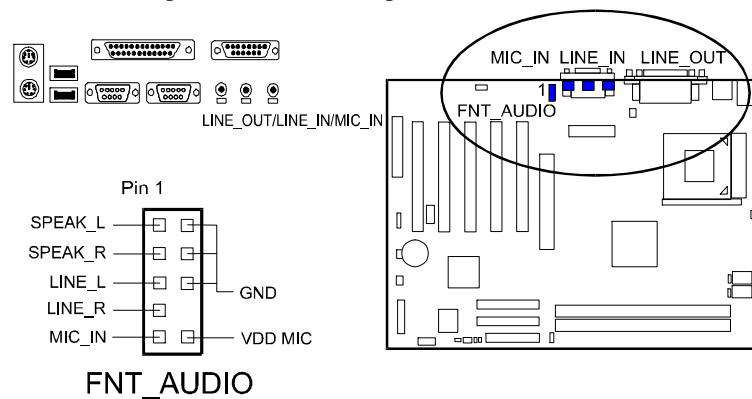 MIC_IN LINE_IN LINE_OUT
1
FNT_AUDIO
LINE_OUT/LINE_IN/MIC_IN
Pin 1
SPEAK_L
SPEAK_R
LINE_L
GND
LINE_R
MIC_IN
VDD MIC
FNT_AUDIO